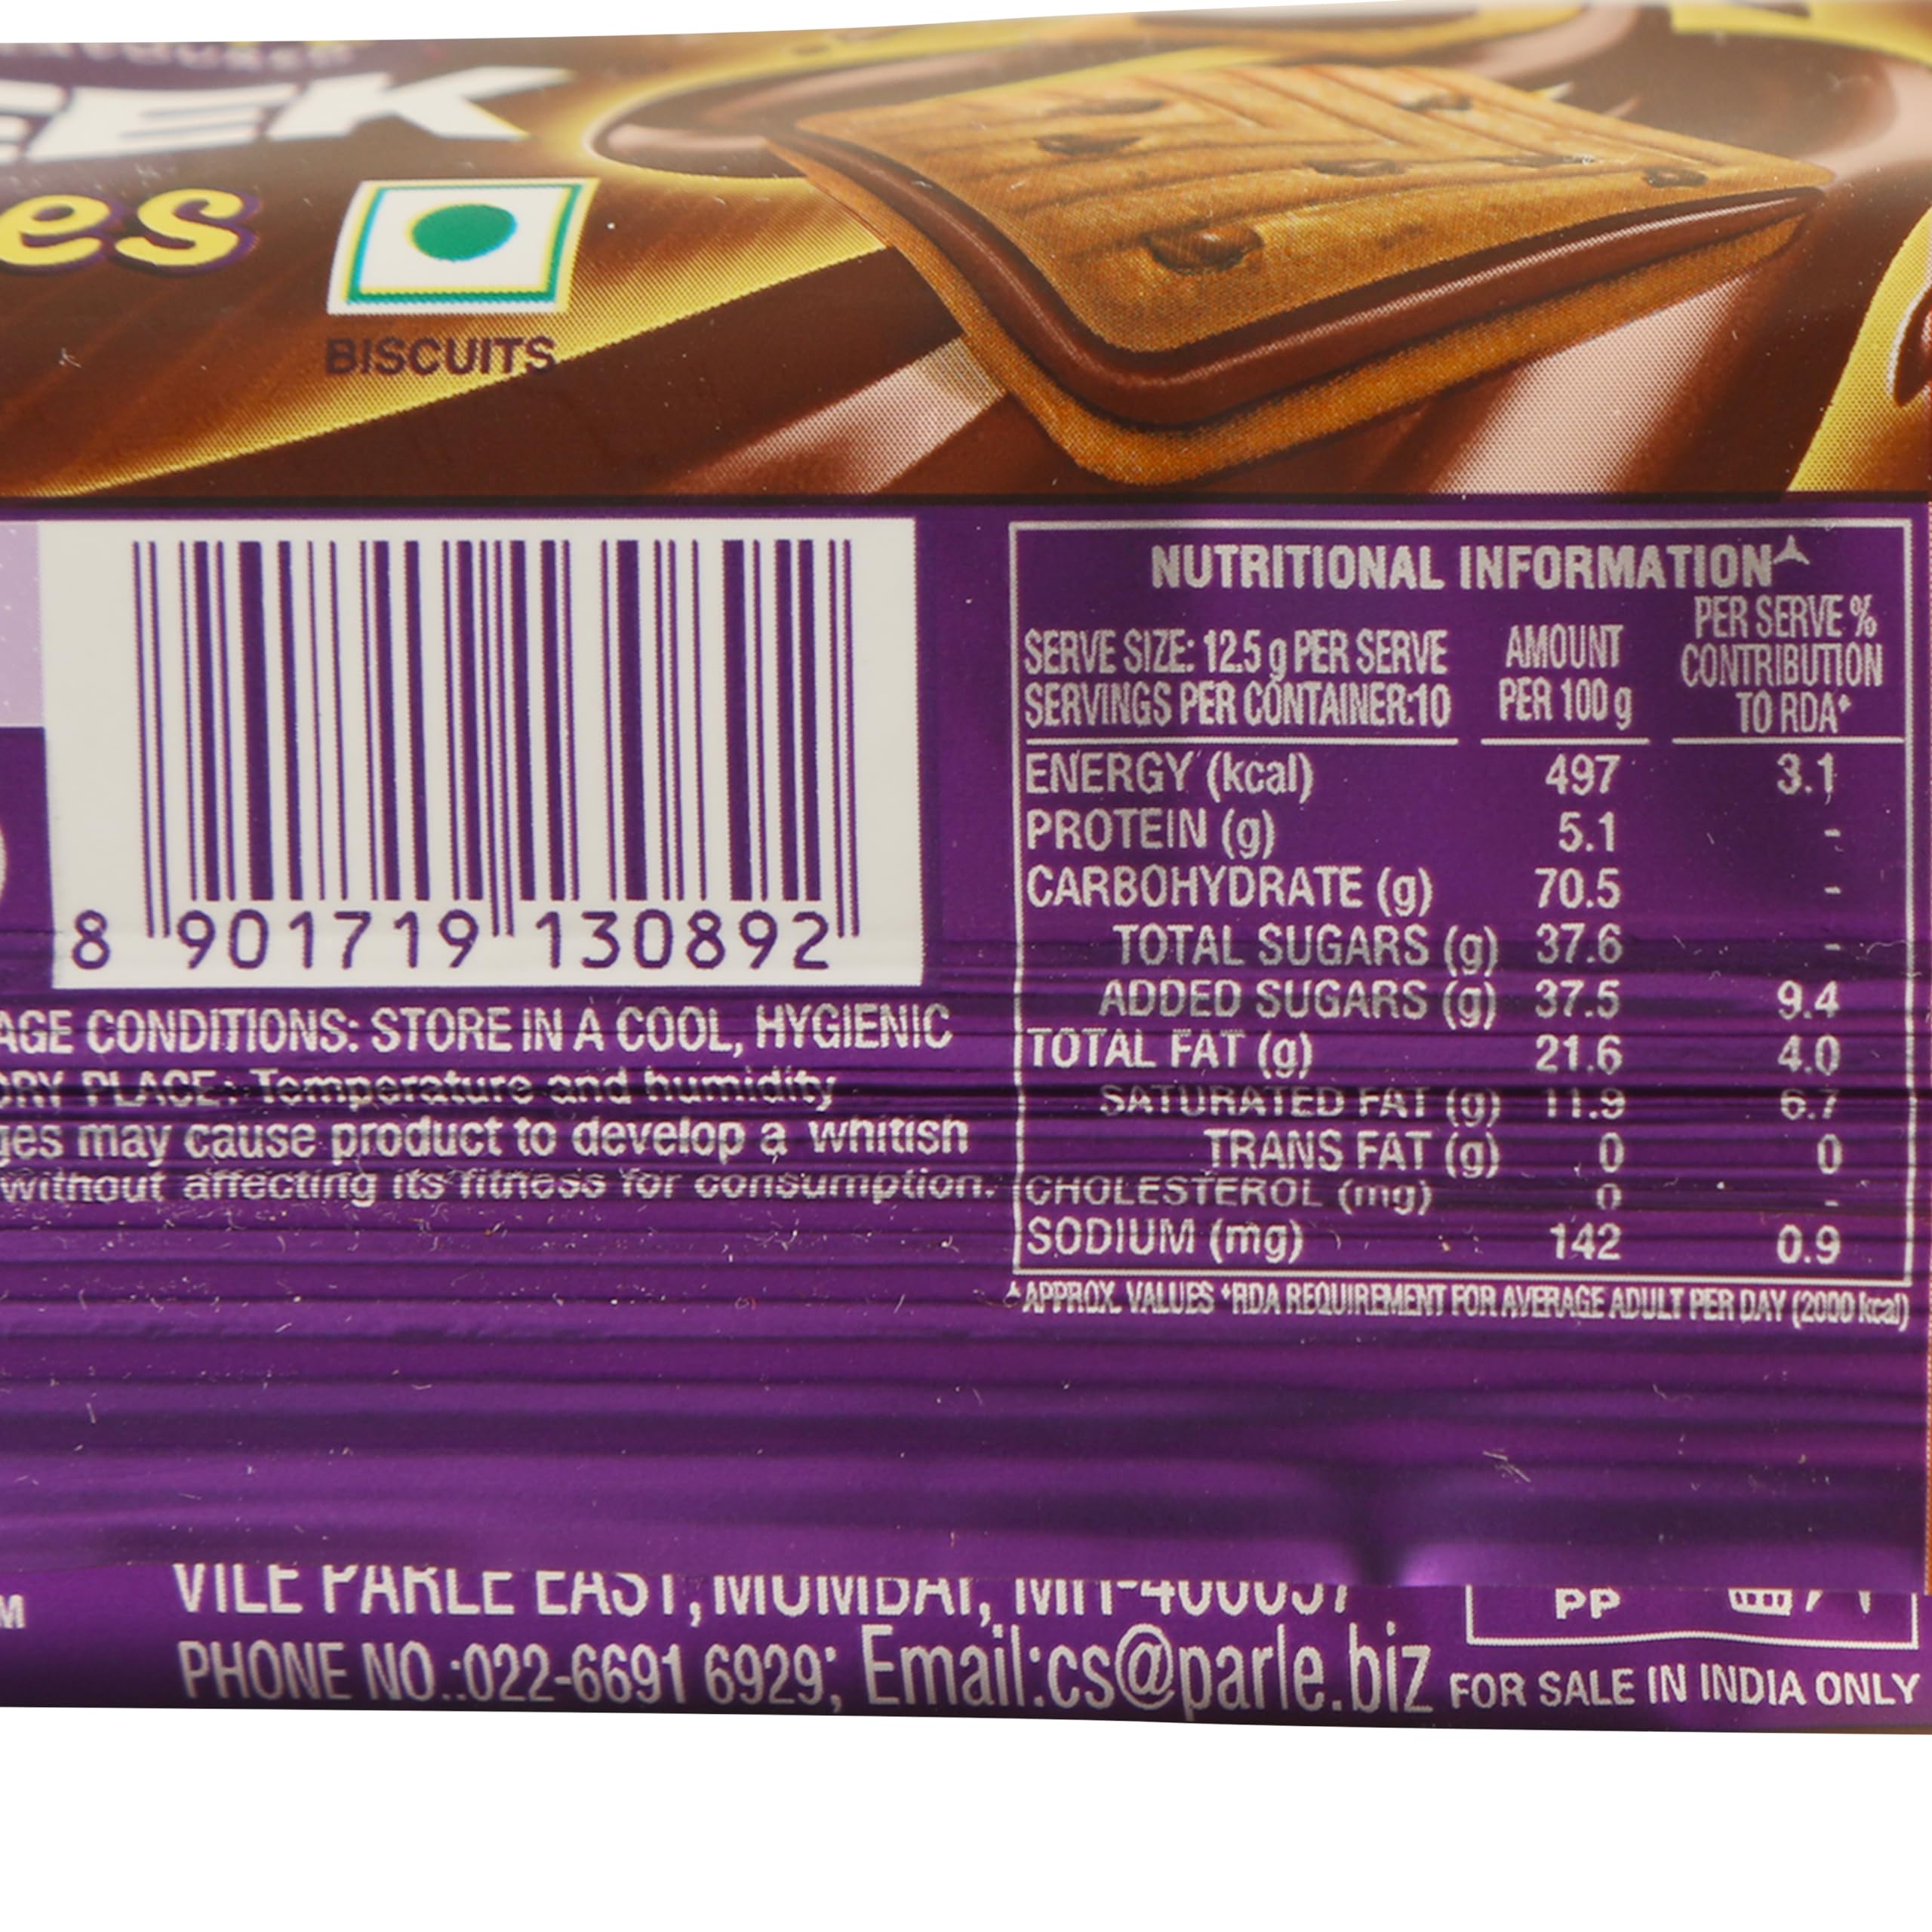 EEK
es
BISCUITS
8 901719 130892
AGE CONDITIONS: STORE IN A COOL, HYGIENIC
DRY PLACE. Temperature and humidity
ges may cause product to develop a whitish
without affecting its fitness for consumption.
NUTRITIONAL INFORMATION
SERVE SIZE: 12.5 g PER SERVE
SERVINGS PER CONTAINER:10
AMOUNT PER 100 g
PER SERVE % CONTRIBUTION TO RDA*
ENERGY (kcal) 497 3.1
PROTEIN (g) 5.1 -
CARBOHYDRATE (g) 70.5 -
TOTAL SUGARS (g) 37.6 -
ADDED SUGARS (g) 37.5 9.4
TOTAL FAT (g) 21.6 4.0
SATURATED FAT (g) 11.9 6.7
TRANS FAT (g) 0 0
CHOLESTEROL (mg) 0 -
SODIUM (mg) 142 0.9
APPROX. VALUES *RDA REQUIREMENT FOR AVERAGE ADULT PER DAY (2000 kcal)
M
VILE PARLE EAST, MUMBAI, MH-400057
PHONE NO.:022-6691 6929; Email:cs@parle.biz
PP
FOR SALE IN INDIA ONLY